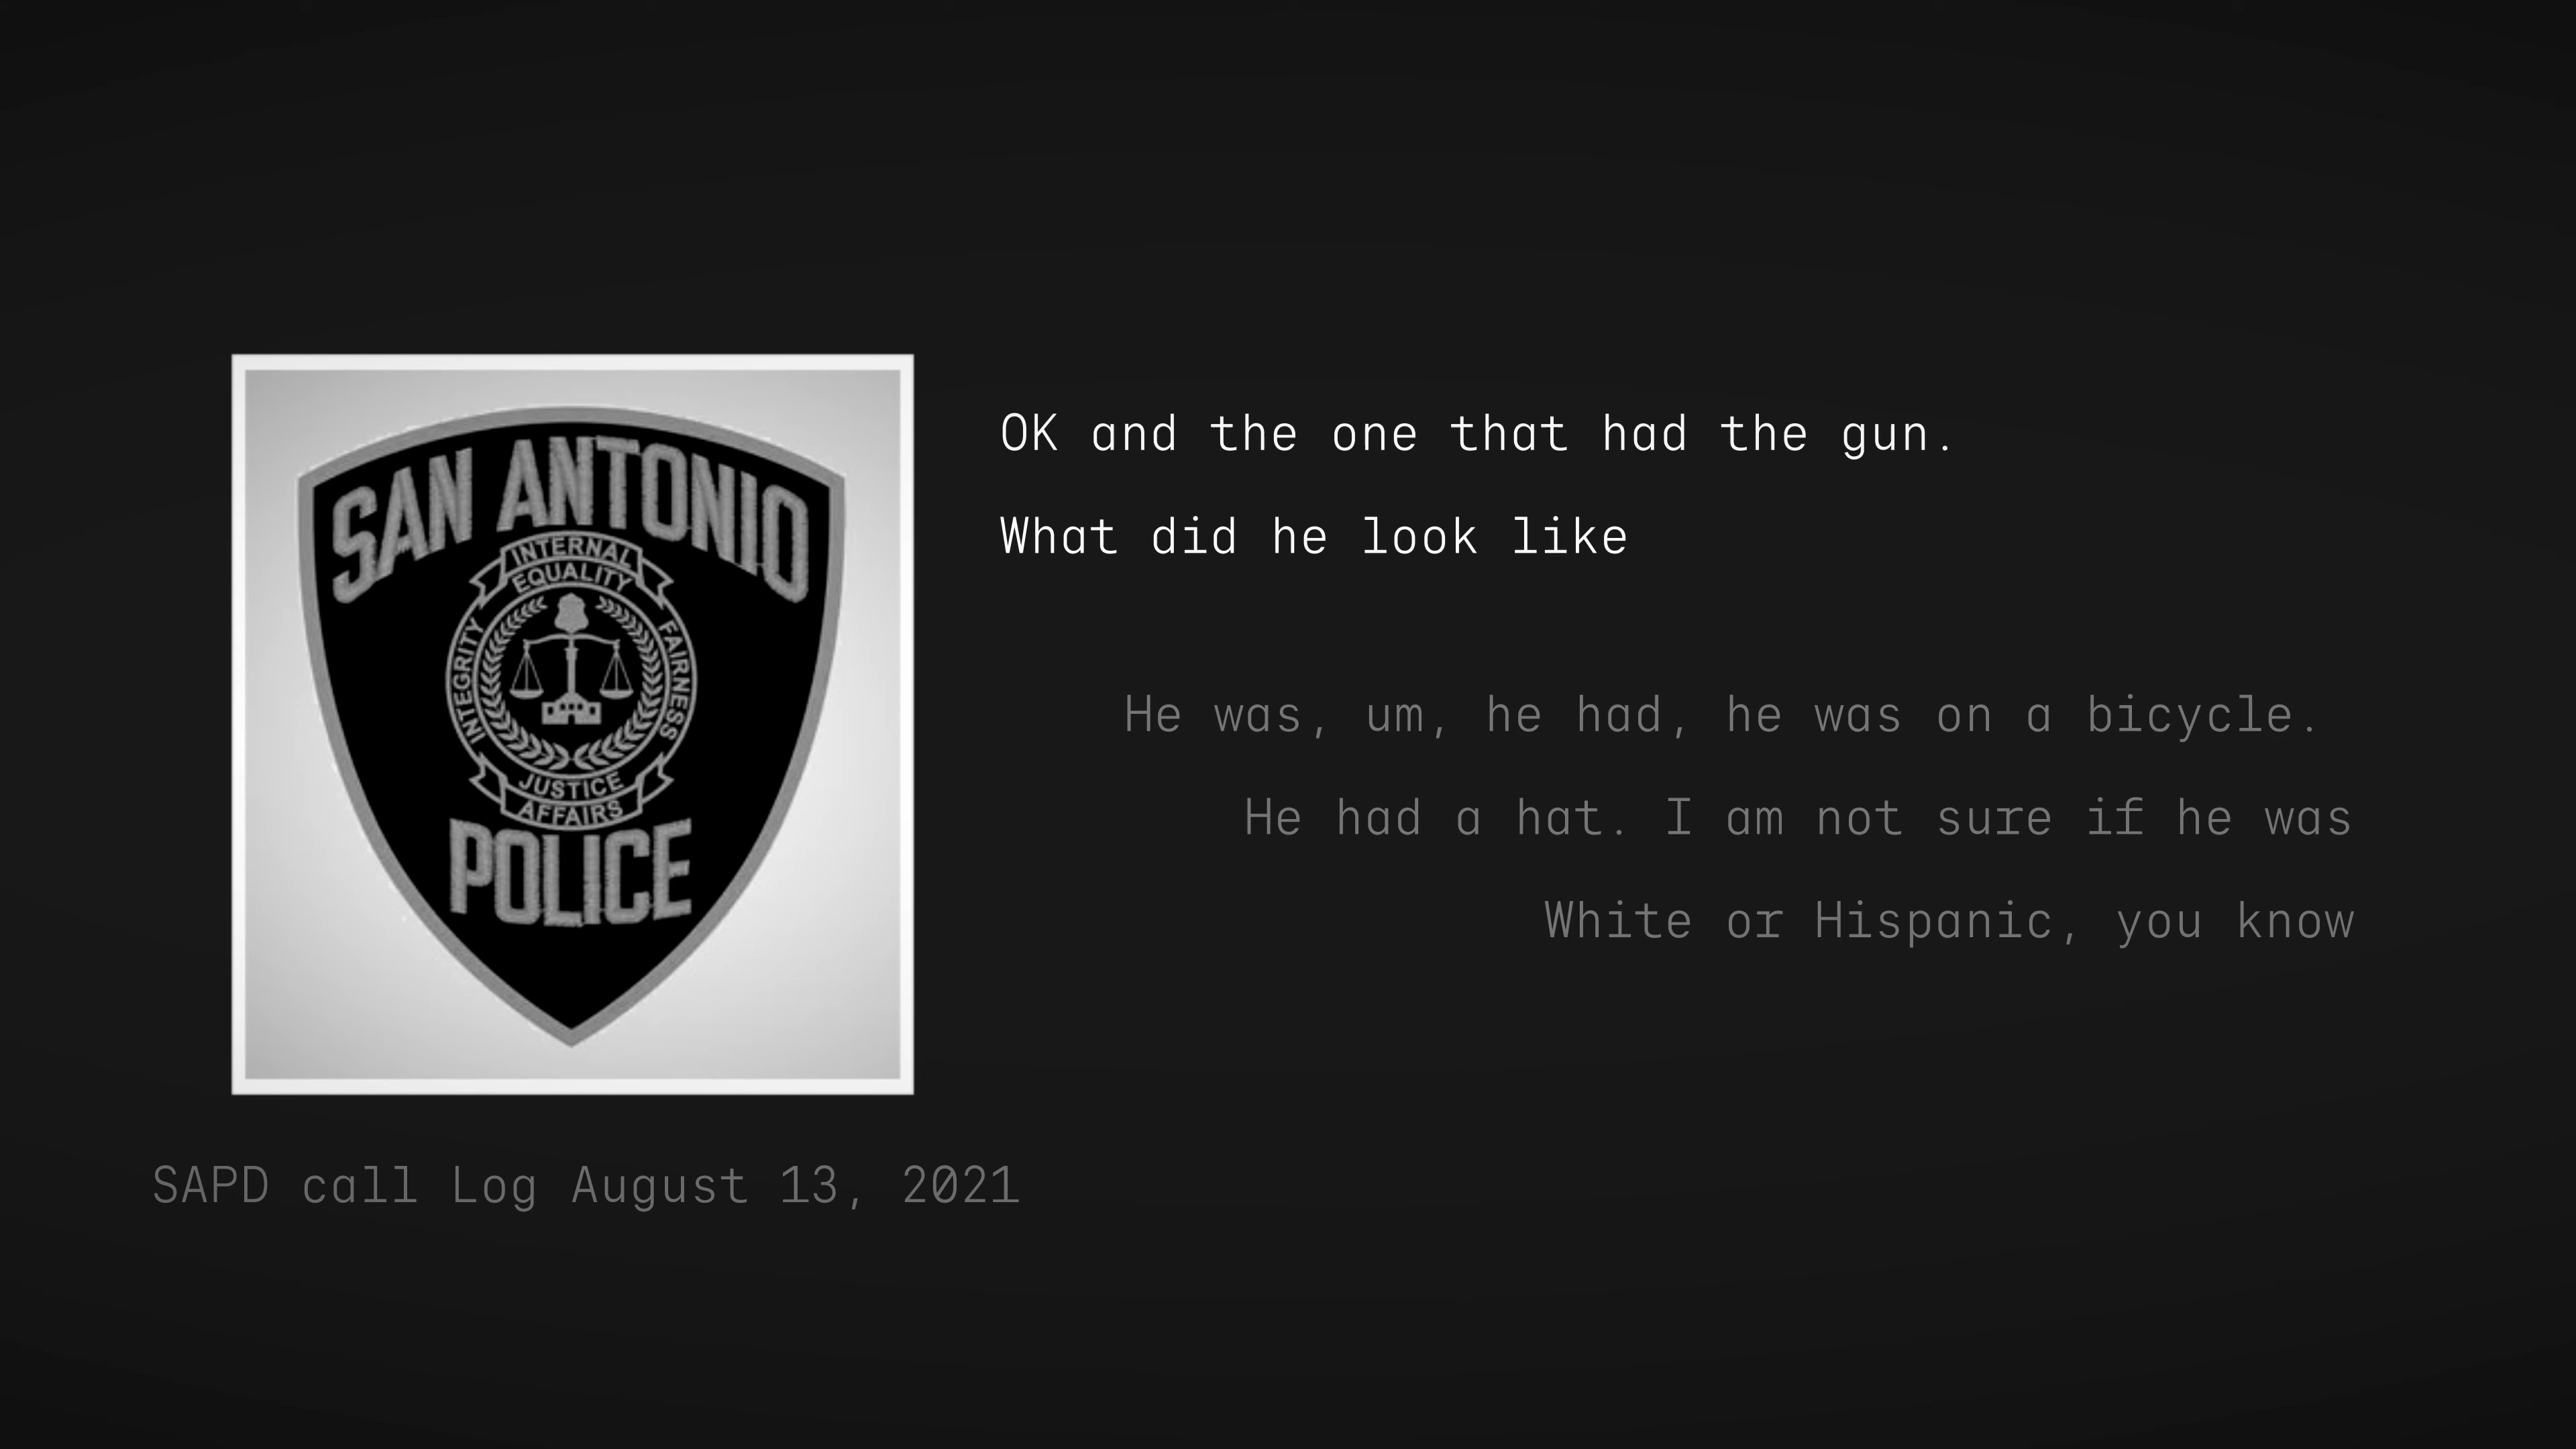 SAN ANTONIO
INTERNAL
EQUALITY
INTEGRITY
FAIRNESS
JUSTICE
AFFAIRS
POLICE
OK and the one that had the gun.
What did he look like
He was, um, he had, he was on a bicycle.
He had a hat. I am not sure if he was
White or Hispanic, you know
SAPD call Log August 13, 2021